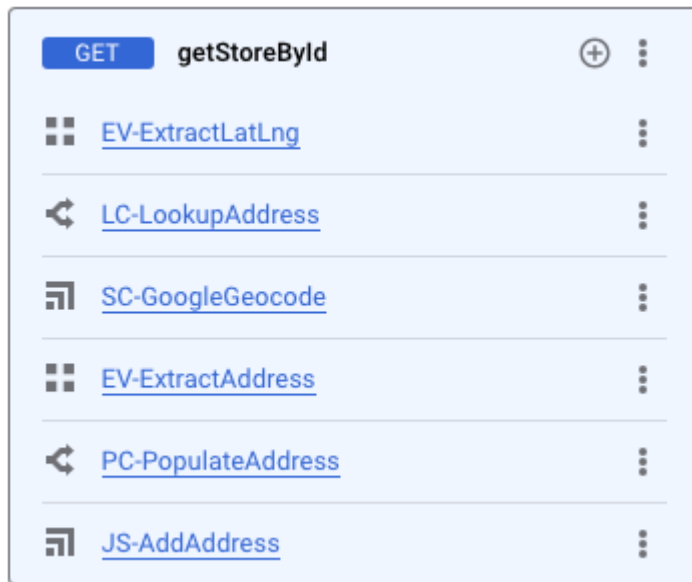 GET getStoreById
EV-ExtractLatLng
LC-LookupAddress
SC-GoogleGeocode
EV-ExtractAddress
PC-PopulateAddress
JS-AddAddress